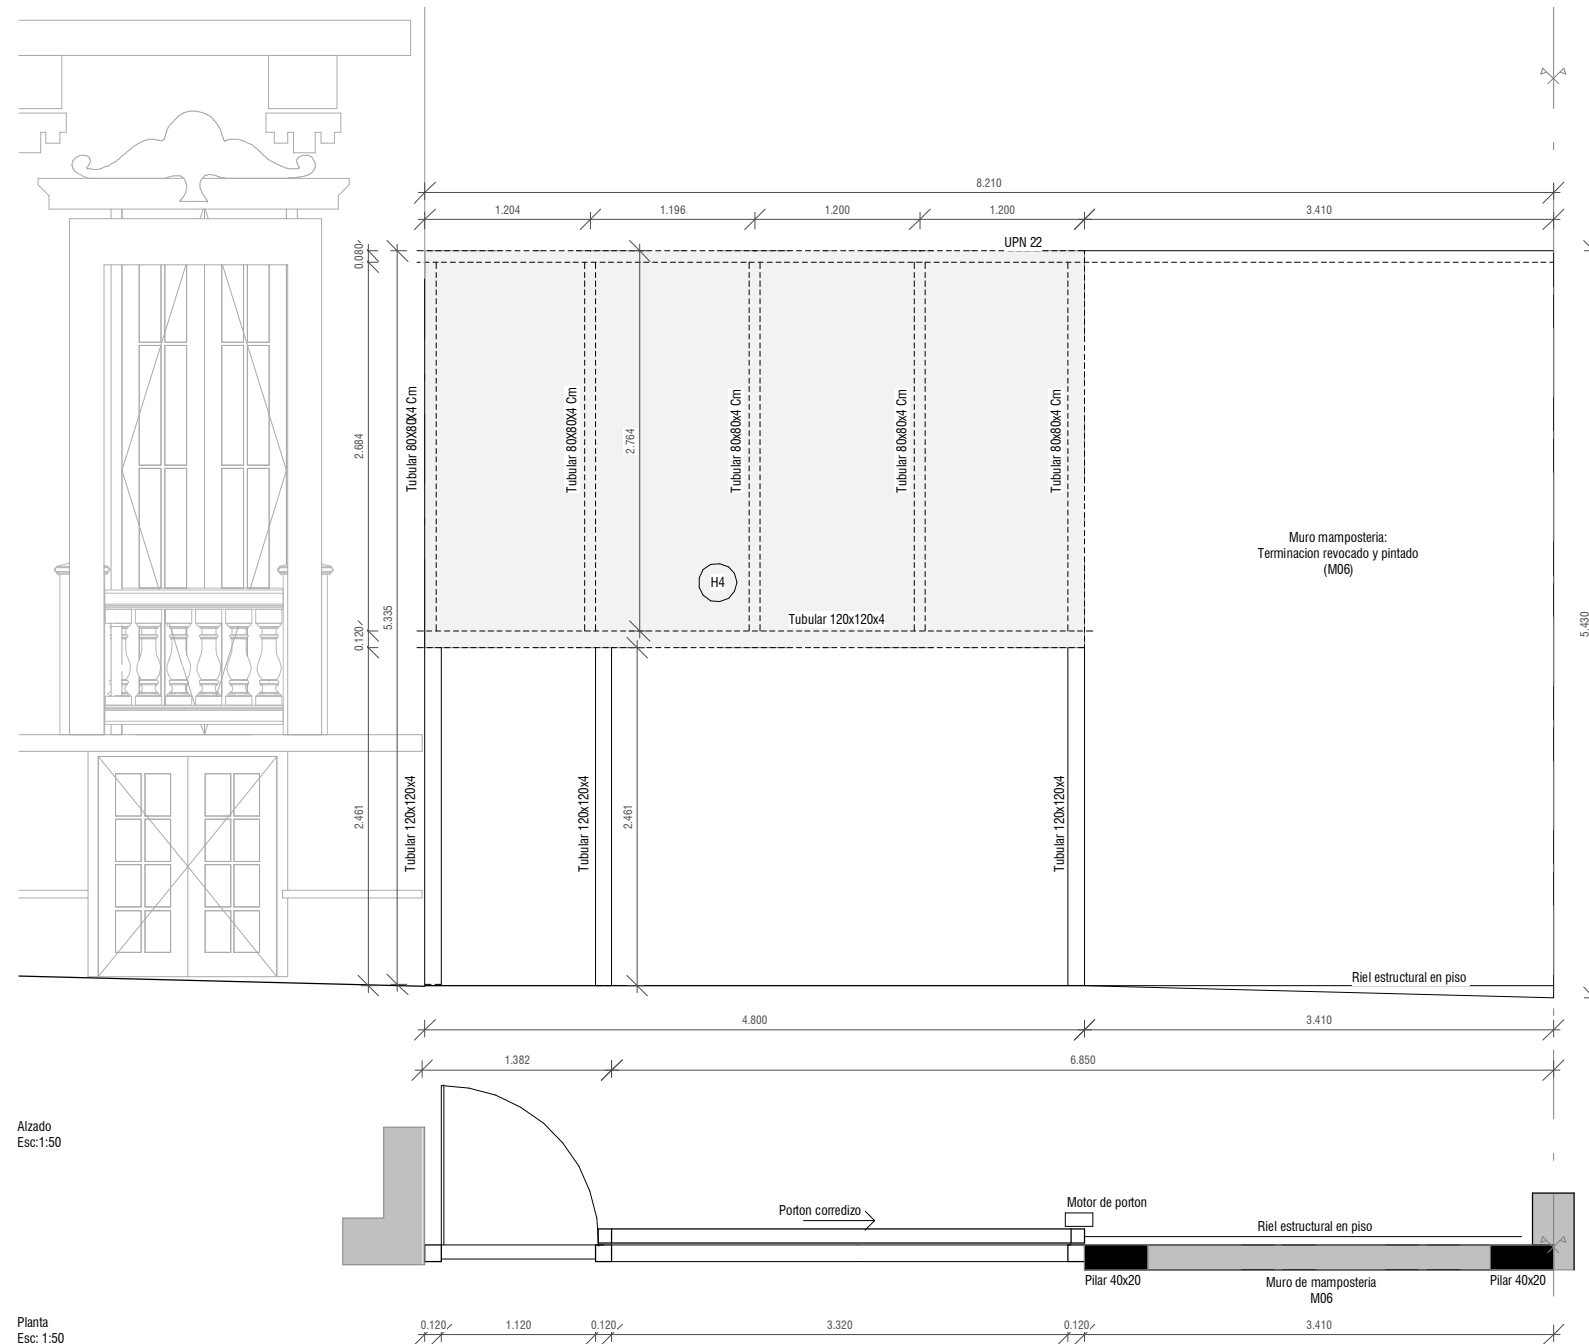 8.210
1.204
1.196
1.200
1.200
3.410
UPN 22
0.080
2.684
0.120
2.461
5.335
Tubular 80X80X4 Cm
Tubular 80X80X4 Cm
2.764
Tubular 80x80x4 Cm
Tubular 80x80x4 Cm
Tubular 80x80x4 Cm
Muro mamposteria:
Terminacion revocado y pintado
(M06)
H4
Tubular 120x120x4
5.430
Tubular 120x120x4
Tubular 120x120x4
2.461
Tubular 120x120x4
Riel estructural en piso
4.800
3.410
1.382
6.850
Alzado
Esc:1:50
Porton corredizo
Motor de porton
Riel estructural en piso
Pilar 40x20
Muro de mamposteria
M06
Pilar 40x20
Planta
Esc: 1:50
0.120
1.120
0.120
3.320
0.120
3.410